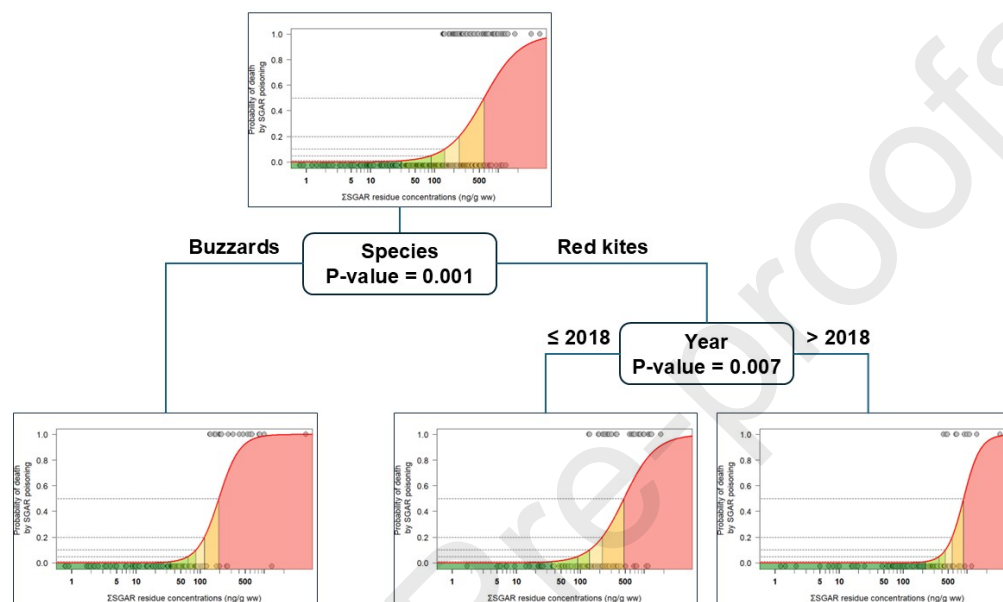 1.0
0.8
0.6
0.4
0.2
0.0
Probability of death
by SGAR poisoning
1 5 10 50 100 500
ΣSGAR residue concentrations (ng/g ww)
Buzzards
Species
P-value = 0.001
Red kites
≤ 2018
Year
P-value = 0.007
> 2018
1.0
0.8
0.6
0.4
0.2
0.0
Probability of death
by SGAR poisoning
1 5 10 50 100 500
ΣSGAR residue concentrations (ng/g ww)
1.0
0.8
0.6
0.4
0.2
0.0
Probability of death
by SGAR poisoning
1 5 10 50 100 500
ΣSGAR residue concentrations (ng/g ww)
1.0
0.8
0.6
0.4
0.2
0.0
Probability of death
by SGAR poisoning
1 5 10 50 100 500
ΣSGAR residue concentrations (ng/g ww)
Pre-proofs